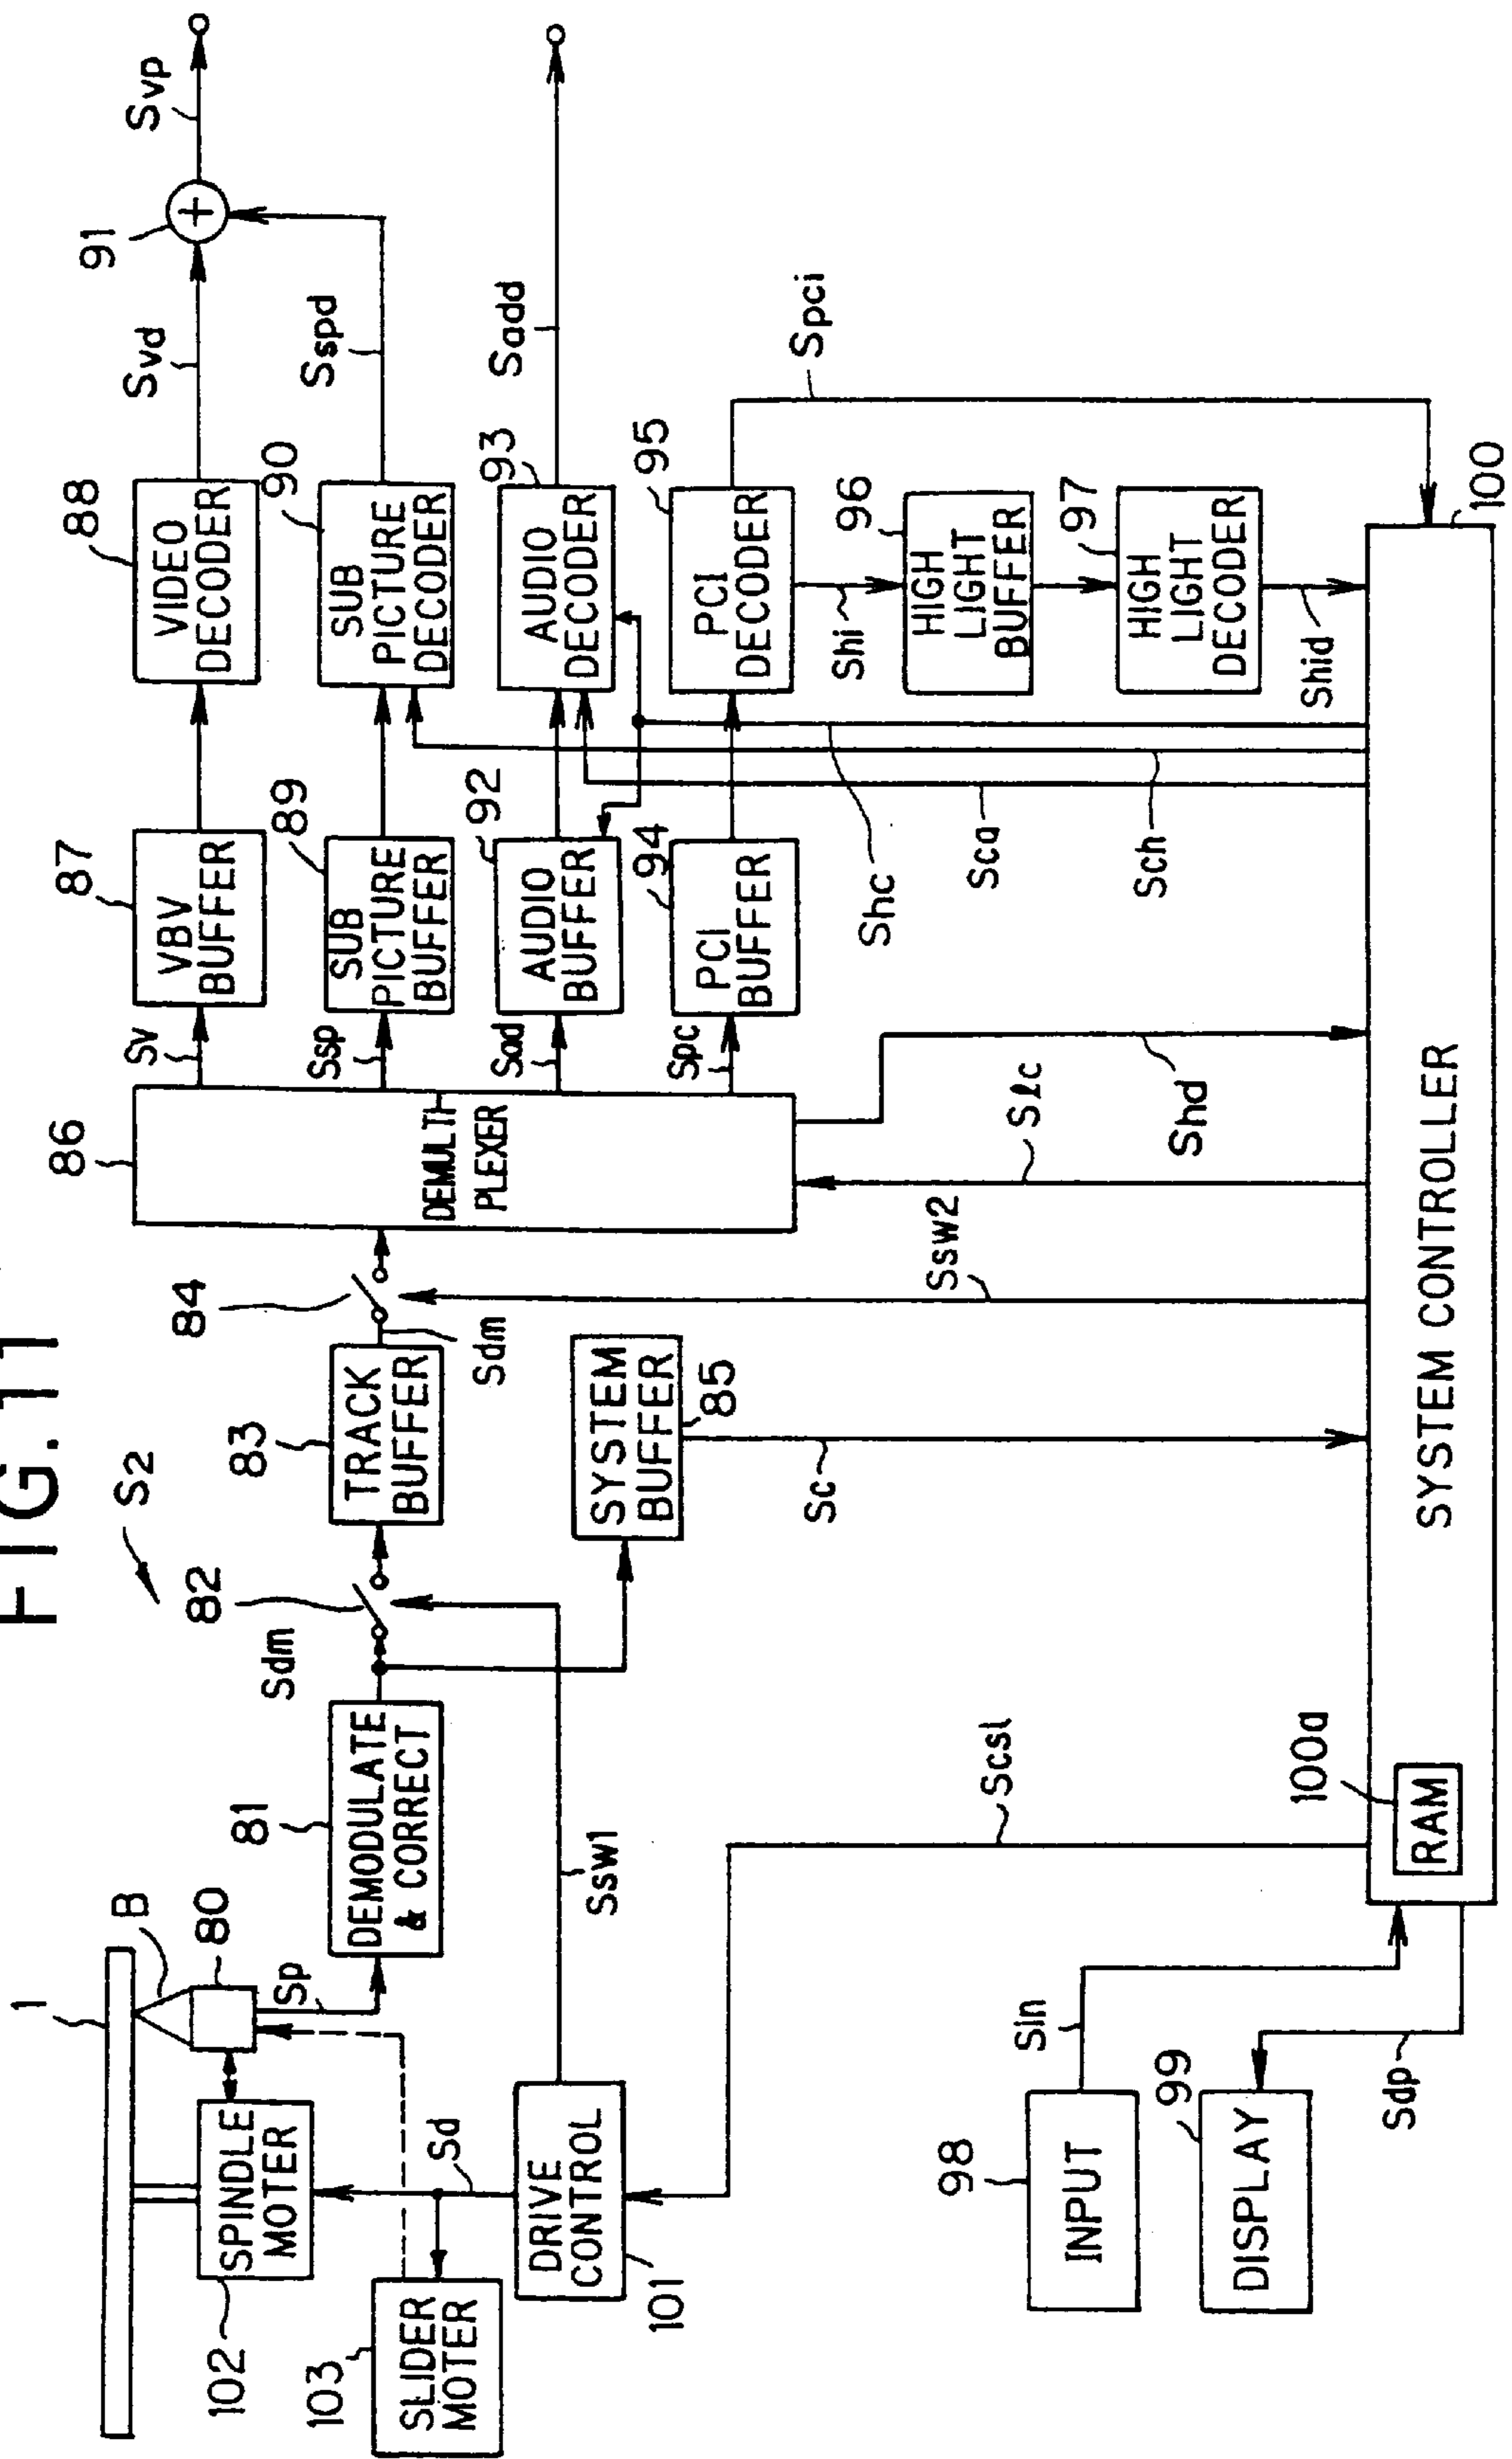 FIG.11
S2
1
B
80
Sp
SPINDLE
MOTER
102
SLIDER
MOTER
103
Sd
DRIVE
CONTROL
101
81
DEMODULATE
& CORRECT
Sdm
82
Ssw1
83
TRACK
BUFFER
84
Sdm
SYSTEM
BUFFER
85
Sc
Ssw2
86
DEMULTI
PLEXER
Slc
Shd
Sv
Ssp
Sad
Spc
87
VBV
BUFFER
89
SUB
PICTURE
BUFFER
92
AUDIO
BUFFER
94
PCI
BUFFER
88
VIDEO
DECODER
90
SUB
PICTURE
DECODER
93
AUDIO
DECODER
95
PCI
DECODER
Svd
91
+
Svp
Sspd
Sadd
Spci
Shi
96
HIGH
LIGHT
BUFFER
97
HIGH
LIGHT
DECODER
Shid
Shc
Sca
Sch
Scsl
98
INPUT
Sin
99
DISPLAY
Sdp
100a
RAM
SYSTEM CONTROLLER
100